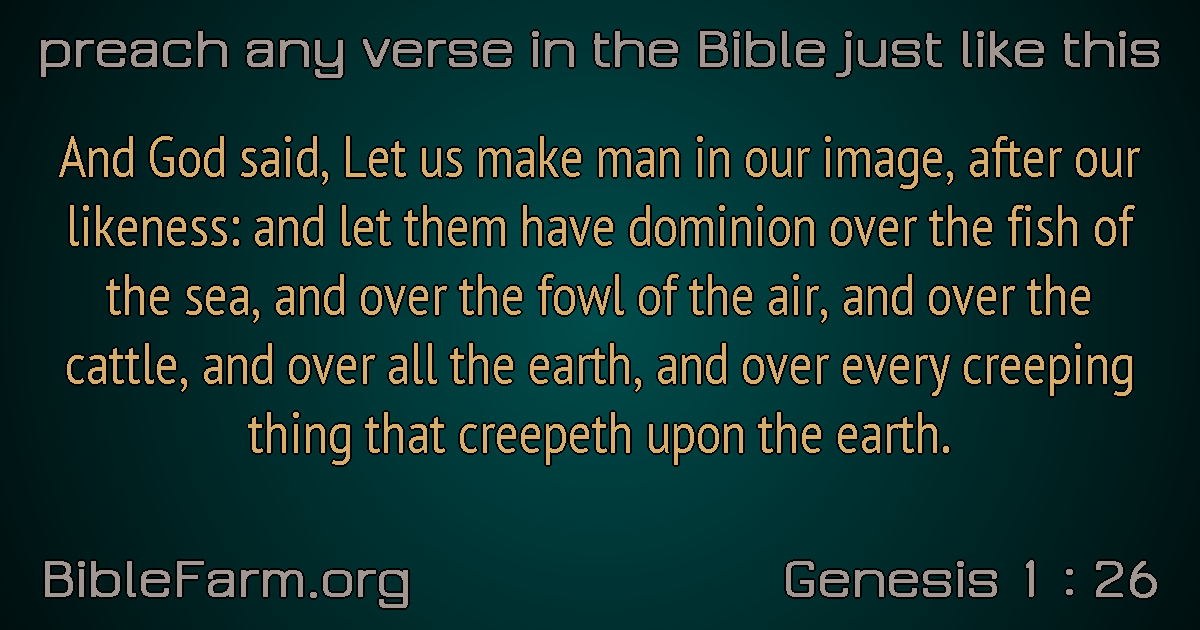 preach any verse in the Bible just like this
And God said, Let us make man in our image, after our
likeness: and let them have dominion over the fish of
the sea, and over the fowl of the air, and over the
cattle, and over all the earth, and over every creeping
thing that creepeth upon the earth.
BibleFarm.org
Genesis 1 : 26